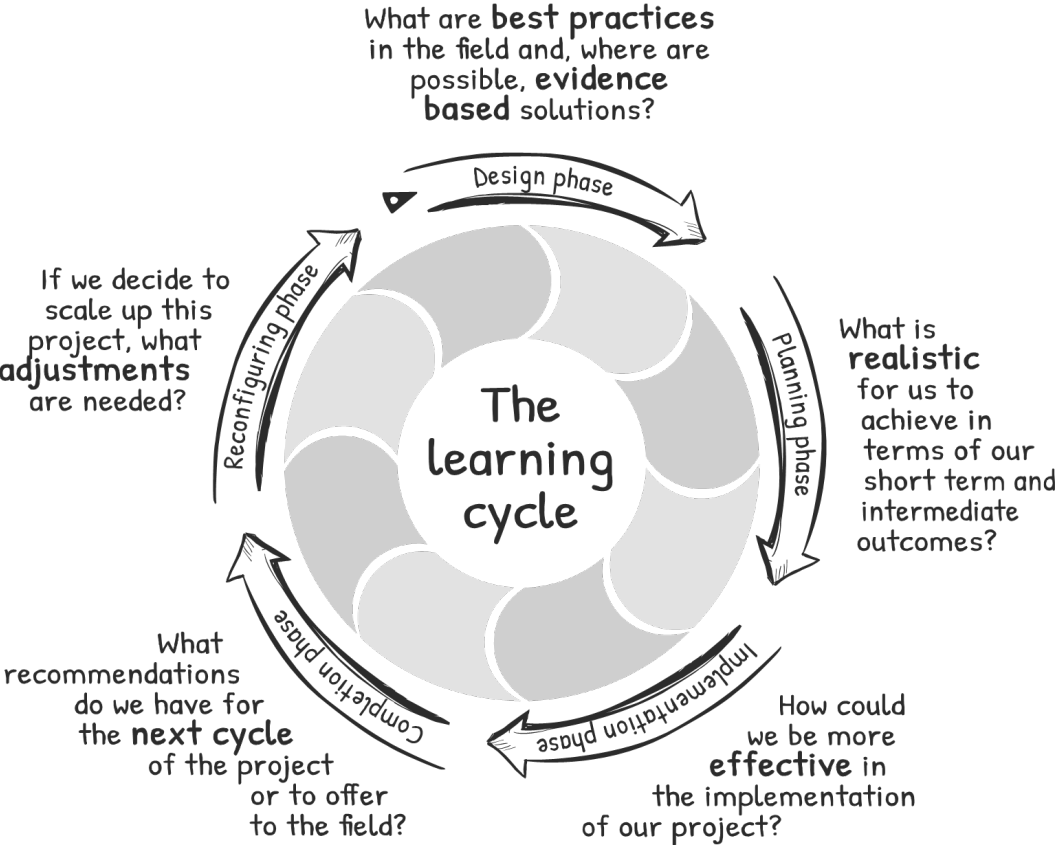 What are best practices
in the field and, where are
possible, evidence
based solutions?
Design phase
Planning phase
What is
realistic
for us to
achieve in
terms of our
short term and
intermediate
outcomes?
Implementation phase
How could
we be more
effective in
the implementation
of our project?
Completion phase
What
recommendations
do we have for
the next cycle
of the project
or to offer
to the field?
Reconfiguring phase
If we decide to
scale up this
project, what
adjustments
are needed?
The
learning
cycle